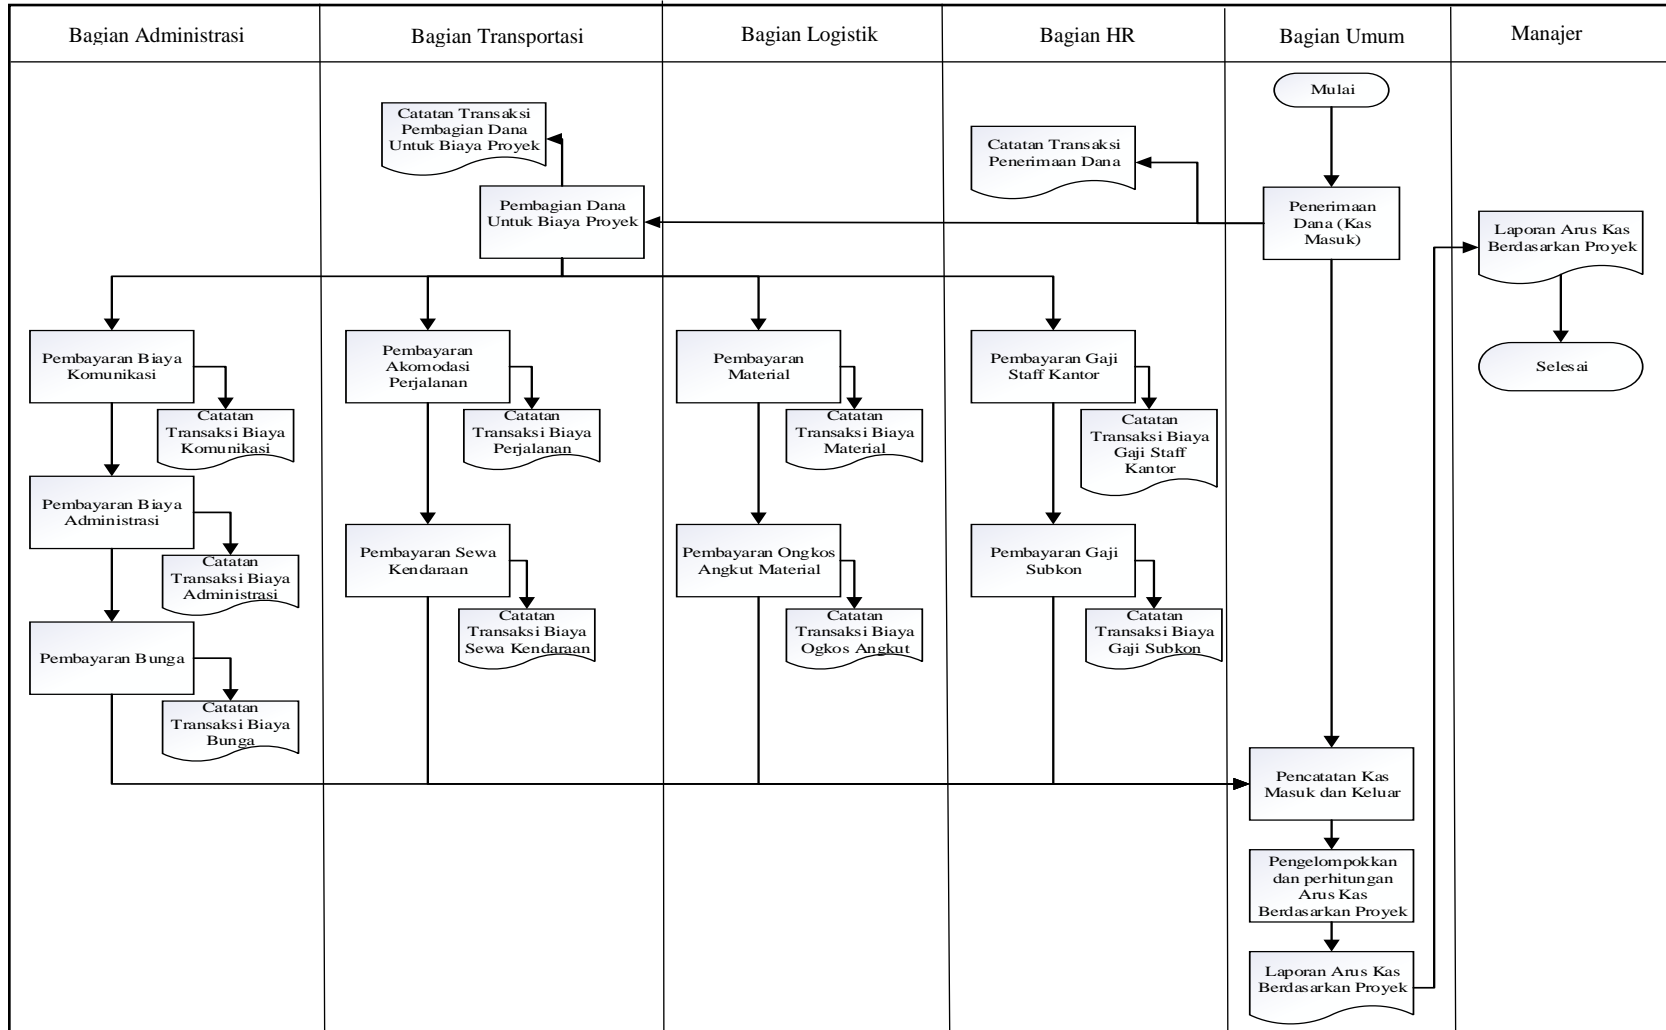 Bagian Administrasi
Bagian Transportasi
Bagian Logistik
Bagian HR
Bagian Umum
Manajer
Mulai
Catatan Transaksi
Pembagian Dana
Untuk Biaya Proyek
Catatan Transaksi
Penerimaan Dana
Pembagian Dana
Untuk Biaya Proyek
Penerimaan
Dana (Kas
Masuk)
Laporan Arus Kas
Berdasarkan Proyek
Pembayaran Biaya
Komunikasi
Pembayaran
Akomodasi
Perjalanan
Pembayaran
Material
Pembayaran Gaji
Staff Kantor
Selesai
Catatan
Transaksi Biaya
Komunikasi
Catatan
Transaksi Biaya
Perjalanan
Catatan
Transaksi Biaya
Material
Catatan
Transaksi Biaya
Gaji Staff
Kantor
Pembayaran Biaya
Administrasi
Pembayaran Sewa
Kendaraan
Pembayaran Ongkos
Angkut Material
Pembayaran Gaji
Subkon
Catatan
Transaksi Biaya
Administrasi
Catatan
Transaksi Biaya
Sewa Kendaraan
Catatan
Transaksi Biaya
Ogkos Angkut
Catatan
Transaksi Biaya
Gaji Subkon
Pembayaran Bunga
Catatan
Transaksi Biaya
Bunga
Pencatatan Kas
Masuk dan Keluar
Pengelompokkan
dan perhitungan
Arus Kas
Berdasarkan Proyek
Laporan Arus Kas
Berdasarkan Proyek